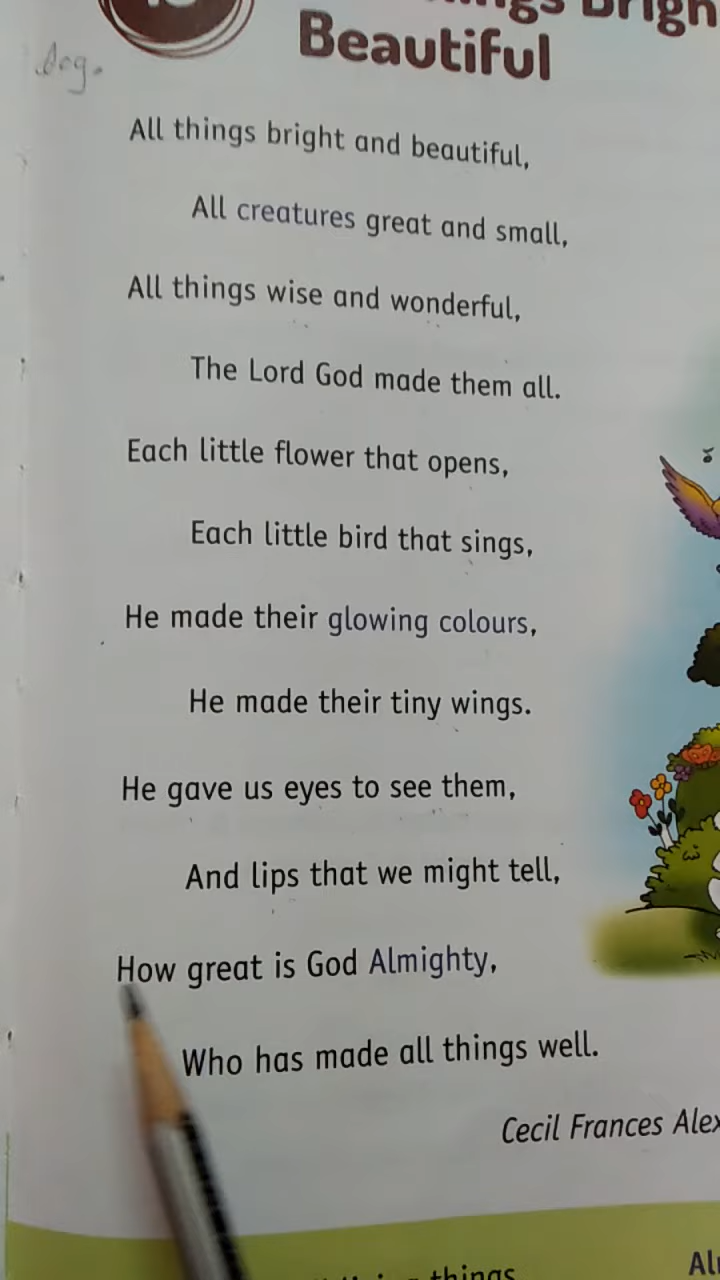 Beautiful
All things bright and beautiful,
All creatures great and small,
All things wise and wonderful,
The Lord God made them all.
Each little flower that opens,
Each little bird that sings,
He made their glowing colours,
He made their tiny wings.
He gave us eyes to see them,
And lips that we might tell,
How great is God Almighty,
Who has made all things well.
Cecil Frances Alex
things